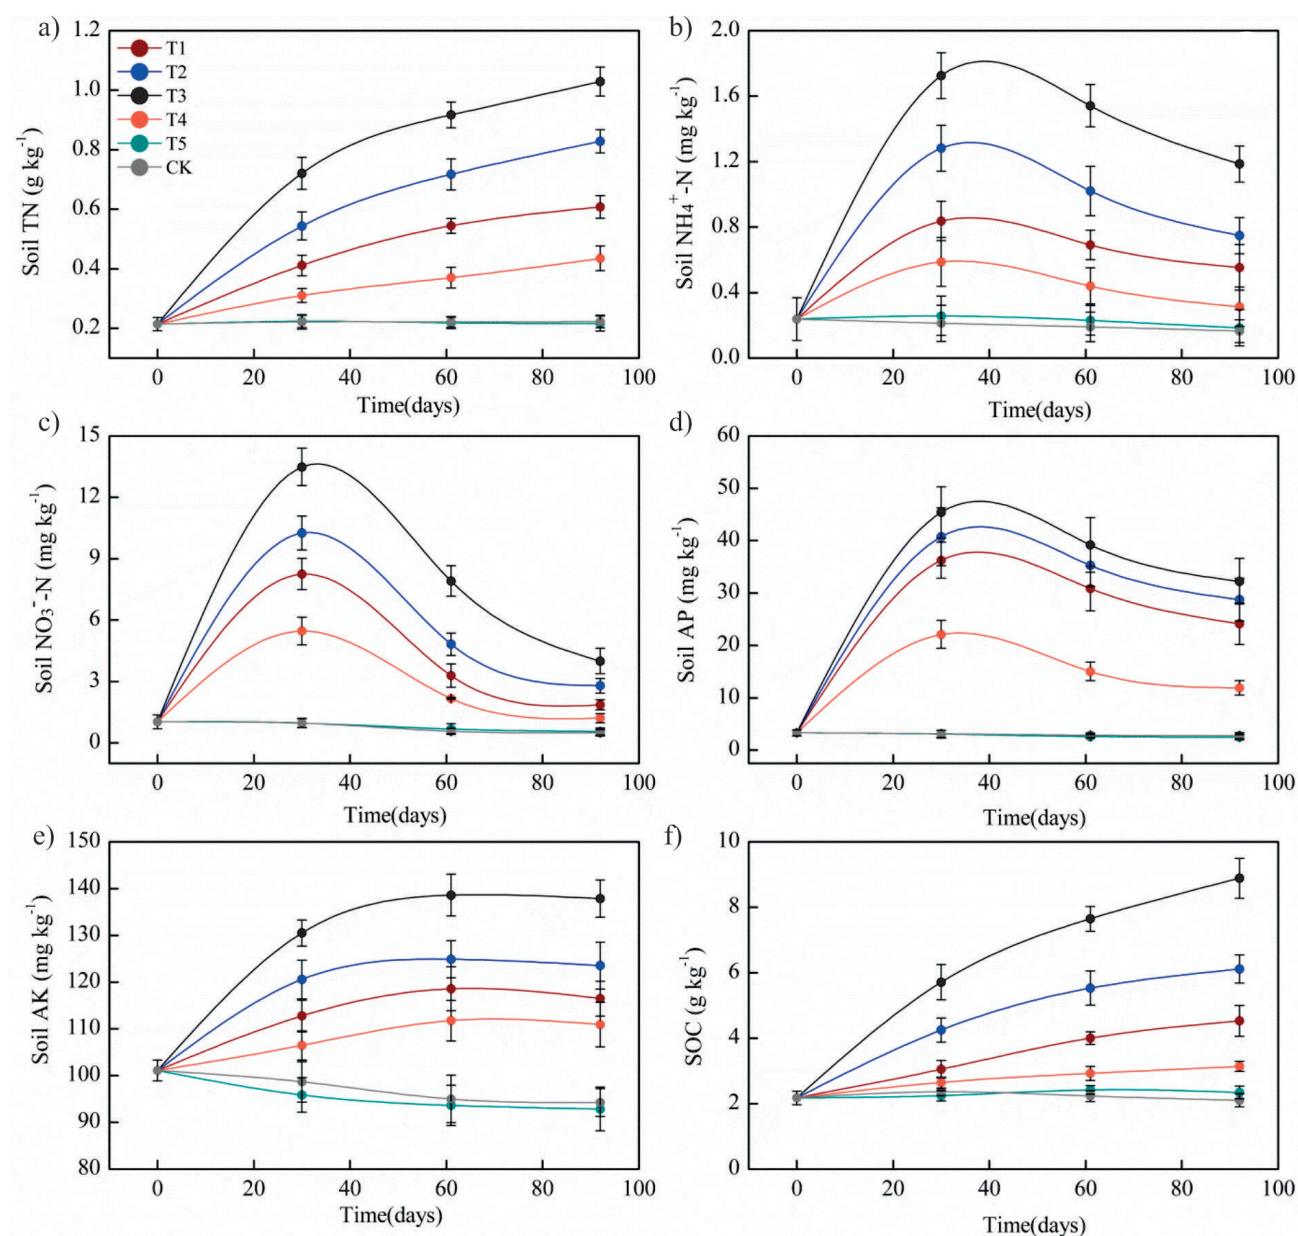 a)
1.2
1.0
0.8
0.6
0.4
0.2
Soil TN (g kg-1)
T1
T2
T3
T4
T5
CK
0 20 40 60 80 100
Time(days)
b)
2.0
1.6
1.2
0.8
0.4
0.0
Soil NH4+-N (mg kg-1)
0 20 40 60 80 100
Time(days)
c)
15
12
9
6
3
0
Soil NO3--N (mg kg-1)
0 20 40 60 80 100
Time(days)
d)
60
50
40
30
20
10
0
Soil AP (mg kg-1)
0 20 40 60 80 100
Time(days)
e)
150
140
130
120
110
100
90
80
Soil AK (mg kg-1)
0 20 40 60 80 100
Time(days)
f)
10
8
6
4
2
0
SOC (g kg-1)
0 20 40 60 80 100
Time(days)